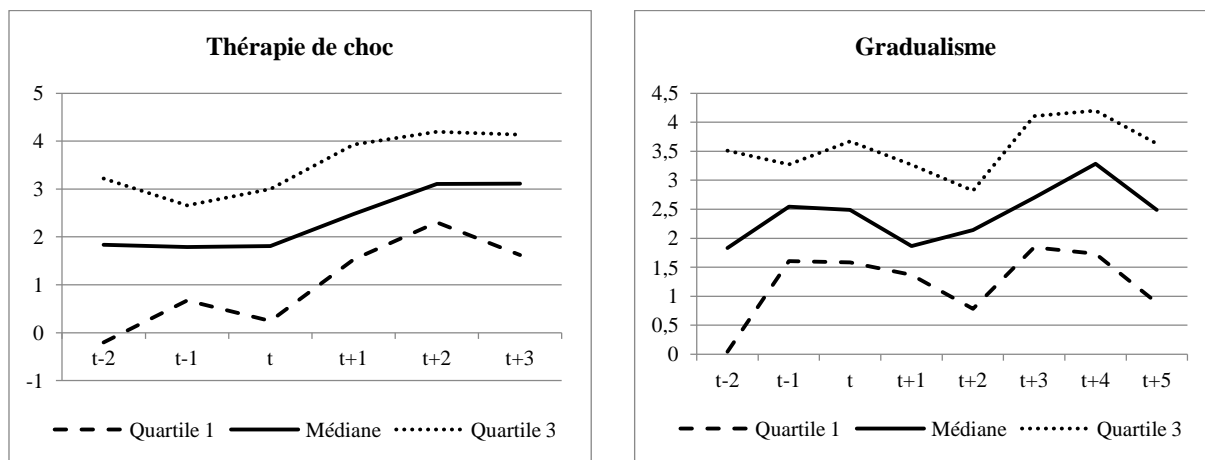 Thérapie de choc
5
4
3
2
1
0
-1
t-2 t-1 t t+1 t+2 t+3
Quartile 1 Médiane Quartile 3
Gradualisme
4,5
4
3,5
3
2,5
2
1,5
1
0,5
0
t-2 t-1 t t+1 t+2 t+3 t+4 t+5
Quartile 1 Médiane Quartile 3